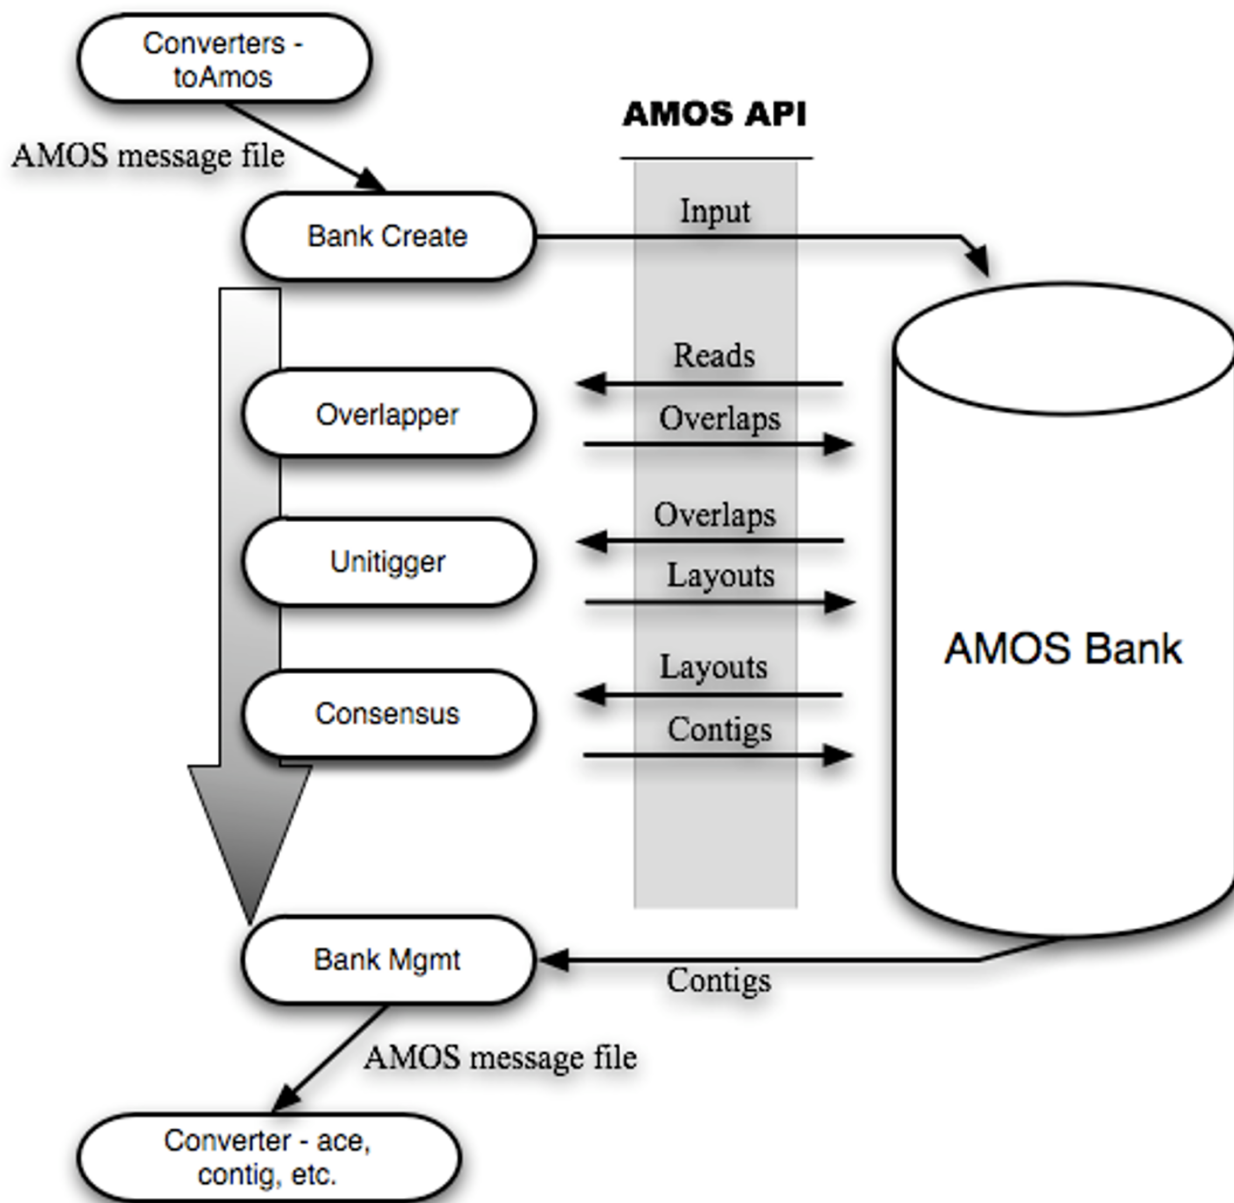 Converters -
toAmos
AMOS message file
AMOS API
Bank Create
Input
Reads
Overlapper
Overlaps
Overlaps
Unitigger
Layouts
AMOS Bank
Layouts
Consensus
Contigs
Bank Mgmt
Contigs
AMOS message file
Converter - ace,
contig, etc.